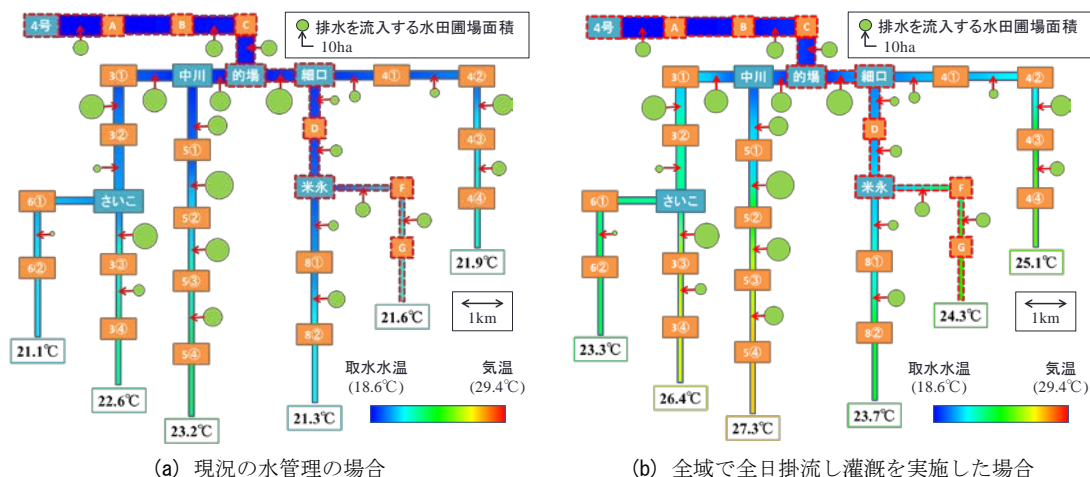 4号
A
B
C
排水を流入する水田圃場面積
10ha
3①
中川
的場
細口
4①
4②
3②
5①
D
4③
6①
さいこ
5②
米永
F
4④
6②
3③
5③
8①
G
21.9℃
1km
3④
5④
8②
21.6℃
21.1℃
22.6℃
23.2℃
21.3℃
取水水温
(18.6℃)
気温
(29.4℃)
(a) 現況の水管理の場合
4号
A
B
C
排水を流入する水田圃場面積
10ha
3①
中川
的場
細口
4①
4②
3②
5①
D
4③
6①
さいこ
5②
米永
F
4④
6②
3③
5③
8①
G
25.1℃
1km
3④
5④
8②
24.3℃
23.3℃
26.4℃
27.3℃
23.7℃
取水水温
(18.6℃)
気温
(29.4℃)
(b) 全域で全日掛流し灌漑を実施した場合